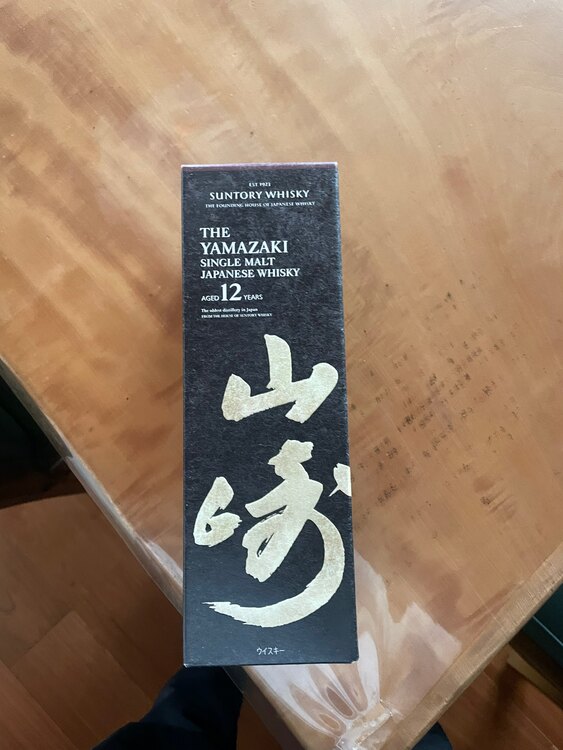 EST 1923
SUNTORY WHISKY
THE FOUNDING HOUSE OF JAPANESE WHISKY
THE
YAMAZAKI
SINGLE MALT
JAPANESE WHISKY
AGED 12 YEARS
The oldest distillery in Japan
FROM THE HOUSE OF SUNTORY WHISKY
山
崎
ウイスキー